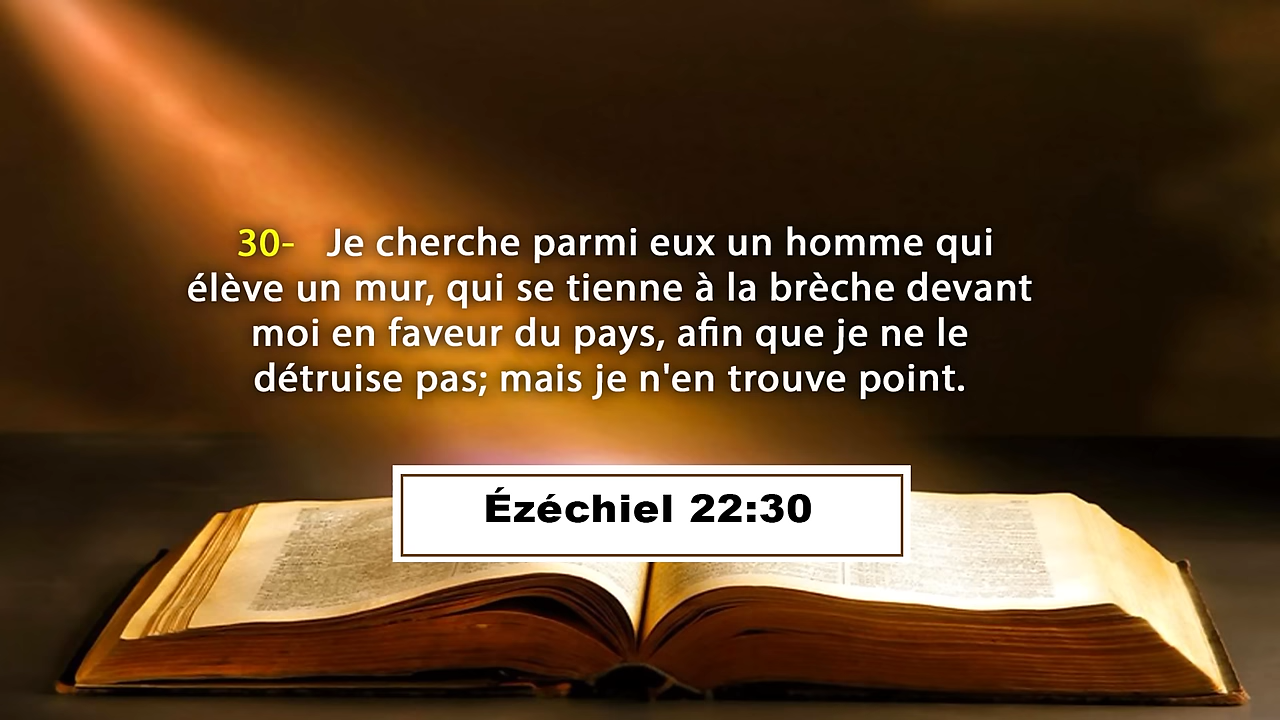 30- Je cherche parmi eux un homme qui
élève un mur, qui se tienne à la brèche devant
moi en faveur du pays, afin que je ne le
détruise pas; mais je n'en trouve point.
Ézéchiel 22:30